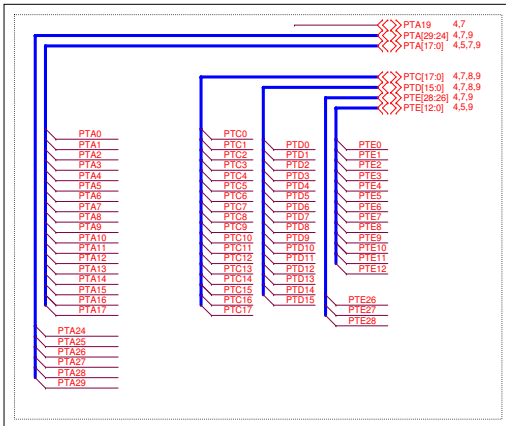 PTA19 4,7
PTA[29:24] 4,7,9
PTA[17:0] 4,5,7,9
PTC[17:0] 4,7,8,9
PTD[15:0] 4,7,8,9
PTE[28:26] 4,7,9
PTE[12:0] 4,5,9
PTA0
PTA1
PTA2
PTA3
PTA4
PTA5
PTA6
PTA7
PTA8
PTA9
PTA10
PTA11
PTA12
PTA13
PTA14
PTA15
PTA16
PTA17
PTA24
PTA25
PTA26
PTA27
PTA28
PTA29
PTC0
PTC1
PTC2
PTC3
PTC4
PTC5
PTC6
PTC7
PTC8
PTC9
PTC10
PTC11
PTC12
PTC13
PTC14
PTC15
PTC16
PTC17
PTD0
PTD1
PTD2
PTD3
PTD4
PTD5
PTD6
PTD7
PTD8
PTD9
PTD10
PTD11
PTD12
PTD13
PTD14
PTD15
PTE0
PTE1
PTE2
PTE3
PTE4
PTE5
PTE6
PTE7
PTE8
PTE9
PTE10
PTE11
PTE12
PTE26
PTE27
PTE28